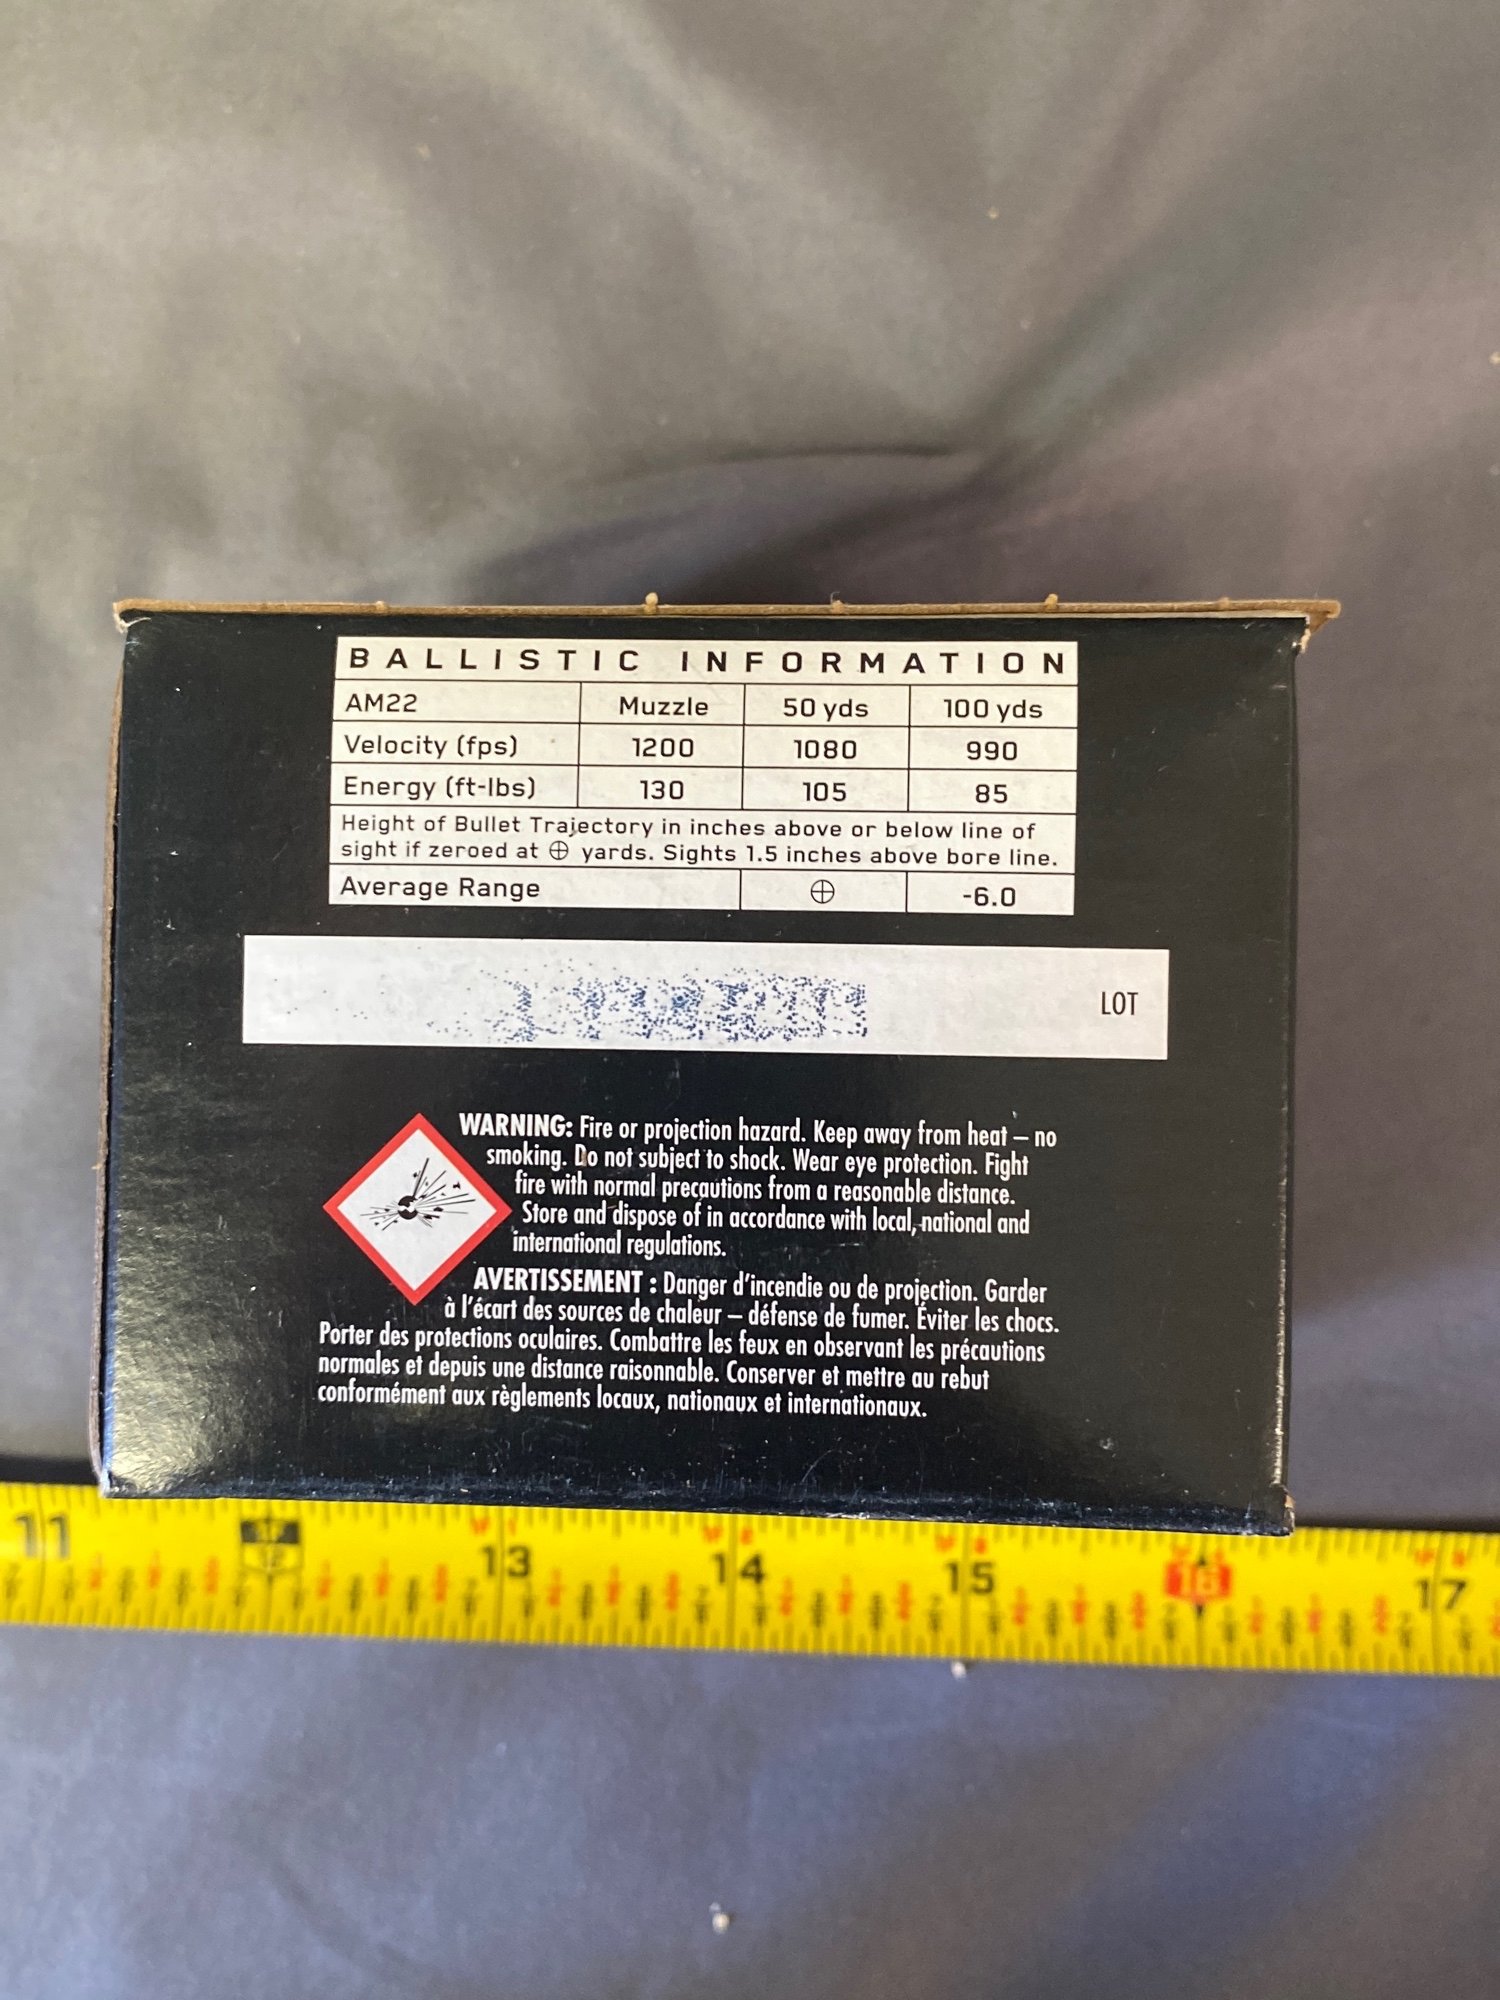 BALLISTIC INFORMATION
AM22 Muzzle 50 yds 100 yds
Velocity (fps) 1200 1080 990
Energy (ft-lbs) 130 105 85
Height of Bullet Trajectory in inches above or below line of
sight if zeroed at ⊕ yards. Sights 1.5 inches above bore line.
Average Range ⊕ -6.0
LOT
WARNING: Fire or projection hazard. Keep away from heat – no
smoking. Do not subject to shock. Wear eye protection. Fight
fire with normal precautions from a reasonable distance.
Store and dispose of in accordance with local, national and
international regulations.
AVERTISSEMENT : Danger d'incendie ou de projection. Garder
à l'écart des sources de chaleur – défense de fumer. Éviter les chocs.
Porter des protections oculaires. Combattre les feux en observant les précautions
normales et depuis une distance raisonnable. Conserver et mettre au rebut
conformément aux règlements locaux, nationaux et internationaux.
11 12 13 14 15 16 17